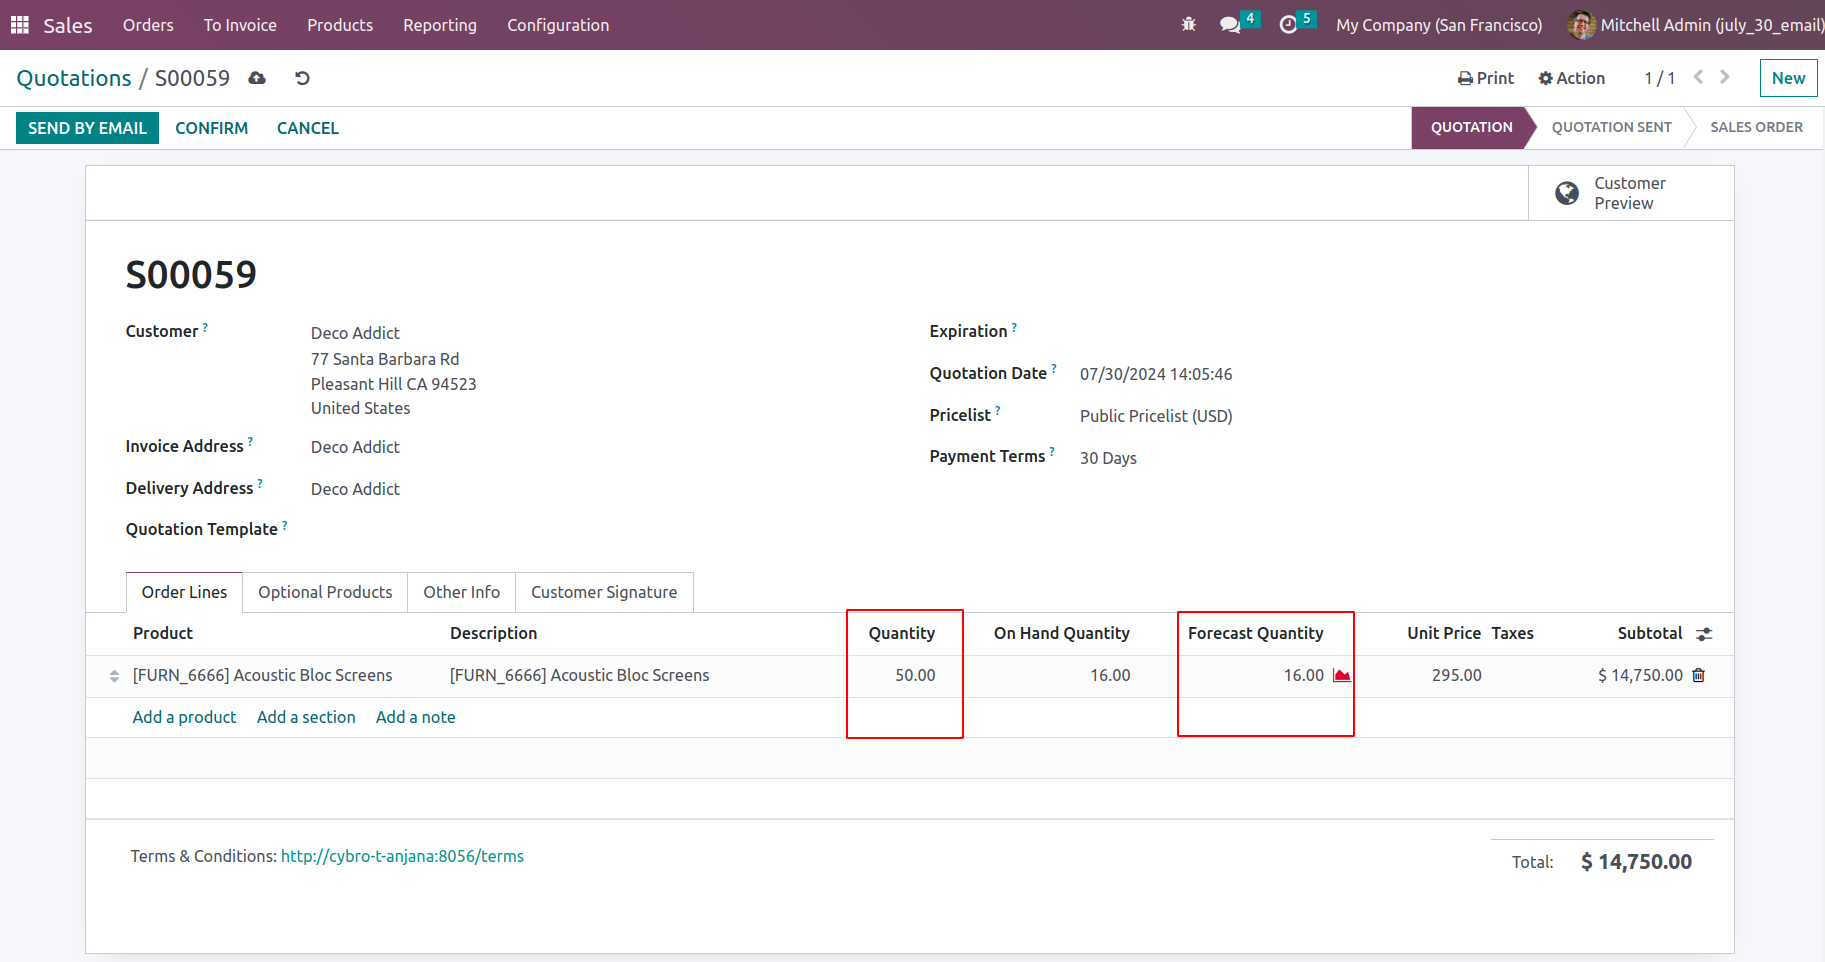 Sales Orders To Invoice Products Reporting Configuration 4 5 My Company (San Francisco) Mitchell Admin (july_30_email)
Quotations / S00059 Print Action 1 / 1 New
SEND BY EMAIL CONFIRM CANCEL QUOTATION QUOTATION SENT SALES ORDER
Customer
Preview
S00059
Customer ? Deco Addict
77 Santa Barbara Rd
Pleasant Hill CA 94523
United States
Invoice Address ? Deco Addict
Delivery Address ? Deco Addict
Quotation Template ?
Expiration ?
Quotation Date ? 07/30/2024 14:05:46
Pricelist ? Public Pricelist (USD)
Payment Terms ? 30 Days
Order Lines Optional Products Other Info Customer Signature
Product Description Quantity On Hand Quantity Forecast Quantity Unit Price Taxes Subtotal
[FURN_6666] Acoustic Bloc Screens [FURN_6666] Acoustic Bloc Screens 50.00 16.00 16.00 295.00 $ 14,750.00
Add a product Add a section Add a note
Terms & Conditions: http://cybro-t-anjana:8056/terms
Total: $ 14,750.00